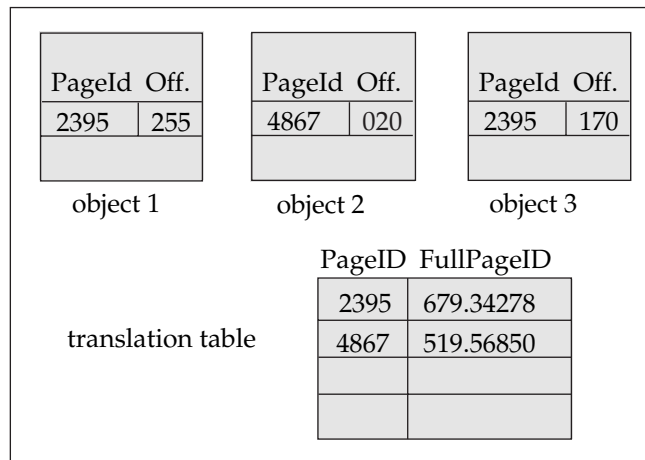 PageId Off. PageId Off. PageId Off.
2395 255 4867 020 2395 170
object 1 object 2 object 3
PageID FullPageID
2395 679.34278
translation table
4867 519.56850